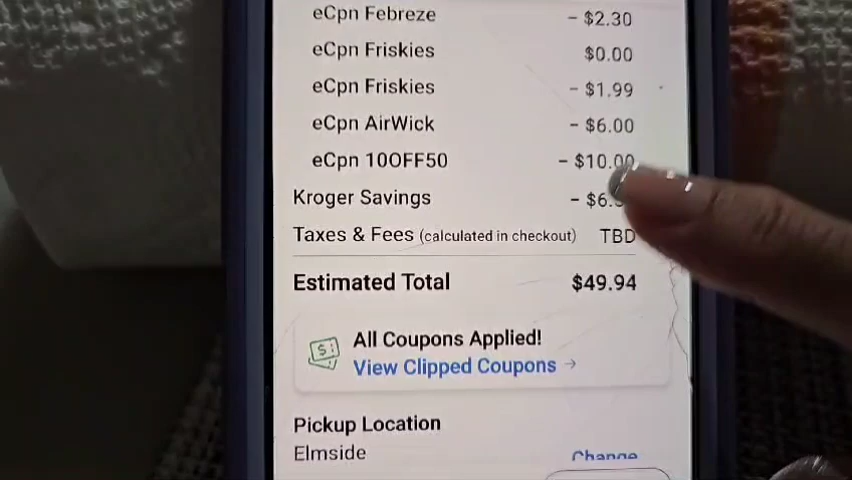 eCpn Febreze - $2.30
eCpn Friskies $0.00
eCpn Friskies - $1.99
eCpn AirWick - $6.00
eCpn 10OFF50 - $10.00
Kroger Savings - $6.
Taxes & Fees (calculated in checkout) TBD
Estimated Total $49.94
$
All Coupons Applied!
View Clipped Coupons →
Pickup Location
Elmside Change